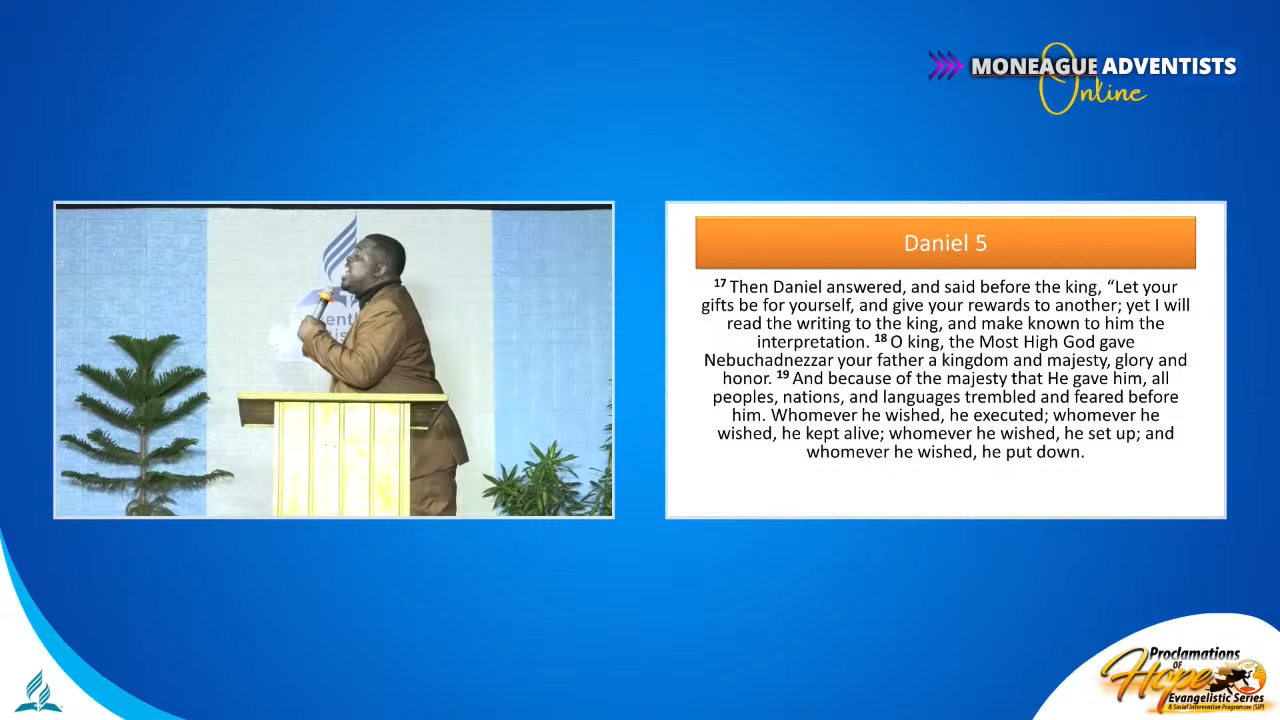 MONEAGUE ADVENTISTS
Online
Daniel 5
17 Then Daniel answered, and said before the king, “Let your
gifts be for yourself, and give your rewards to another; yet I will
read the writing to the king, and make known to him the
interpretation. 18 O king, the Most High God gave
Nebuchadnezzar your father a kingdom and majesty, glory and
honor. 19 And because of the majesty that He gave him, all
peoples, nations, and languages trembled and feared before
him. Whomever he wished, he executed; whomever he
wished, he kept alive; whomever he wished, he set up; and
whomever he wished, he put down.
Proclamations
OF
Hope
Evangelistic Series
& Social Intervention Programme (SIP)